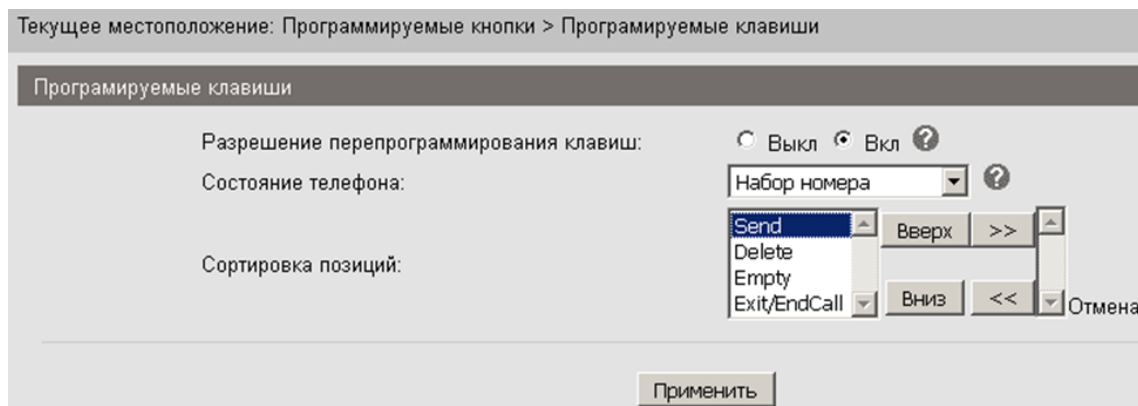 Текущее местоположение: Программируемые кнопки > Програмируемые клавиши
Програмируемые клавиши
Разрешение перепрограммирования клавиш: Выкл Вкл ?
Состояние телефона: Набор номера ?
Сортировка позиций:
Send
Delete
Empty
Exit/EndCall
Вверх >>
Вниз << Отмена
Применить